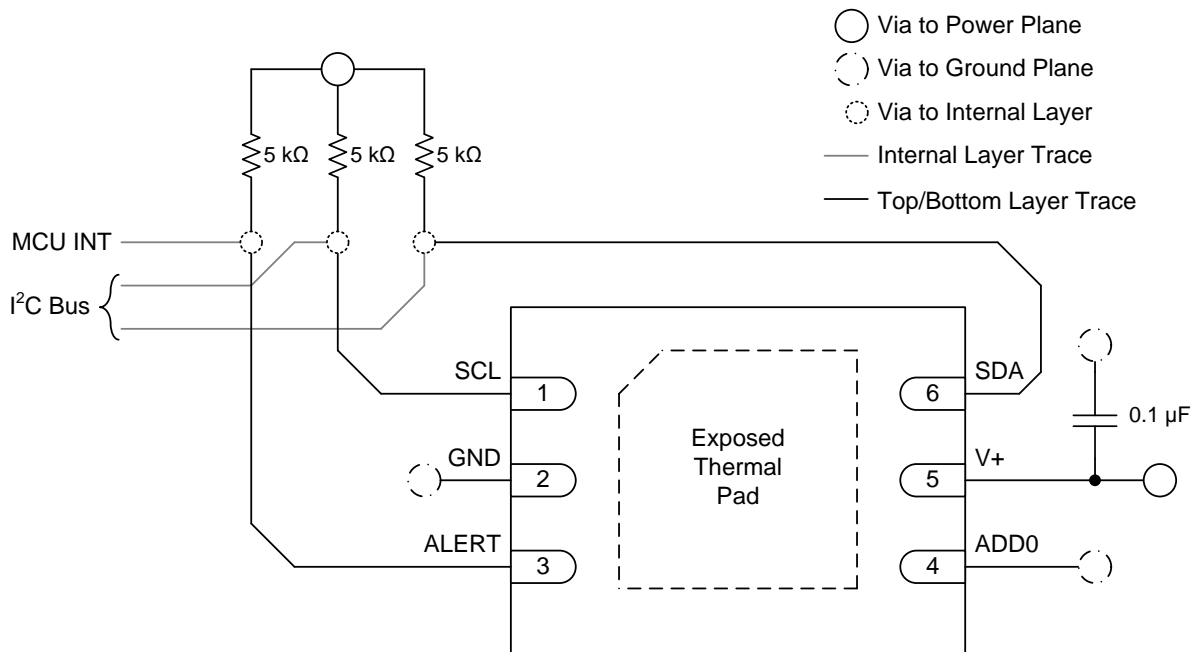 Via to Power Plane
Via to Ground Plane
Via to Internal Layer
Internal Layer Trace
Top/Bottom Layer Trace
5 kΩ 5 kΩ 5 kΩ
MCU INT
I²C Bus
SCL
1
GND
2
ALERT
3
Exposed
Thermal
Pad
SDA
6
V+
5
ADD0
4
0.1 µF